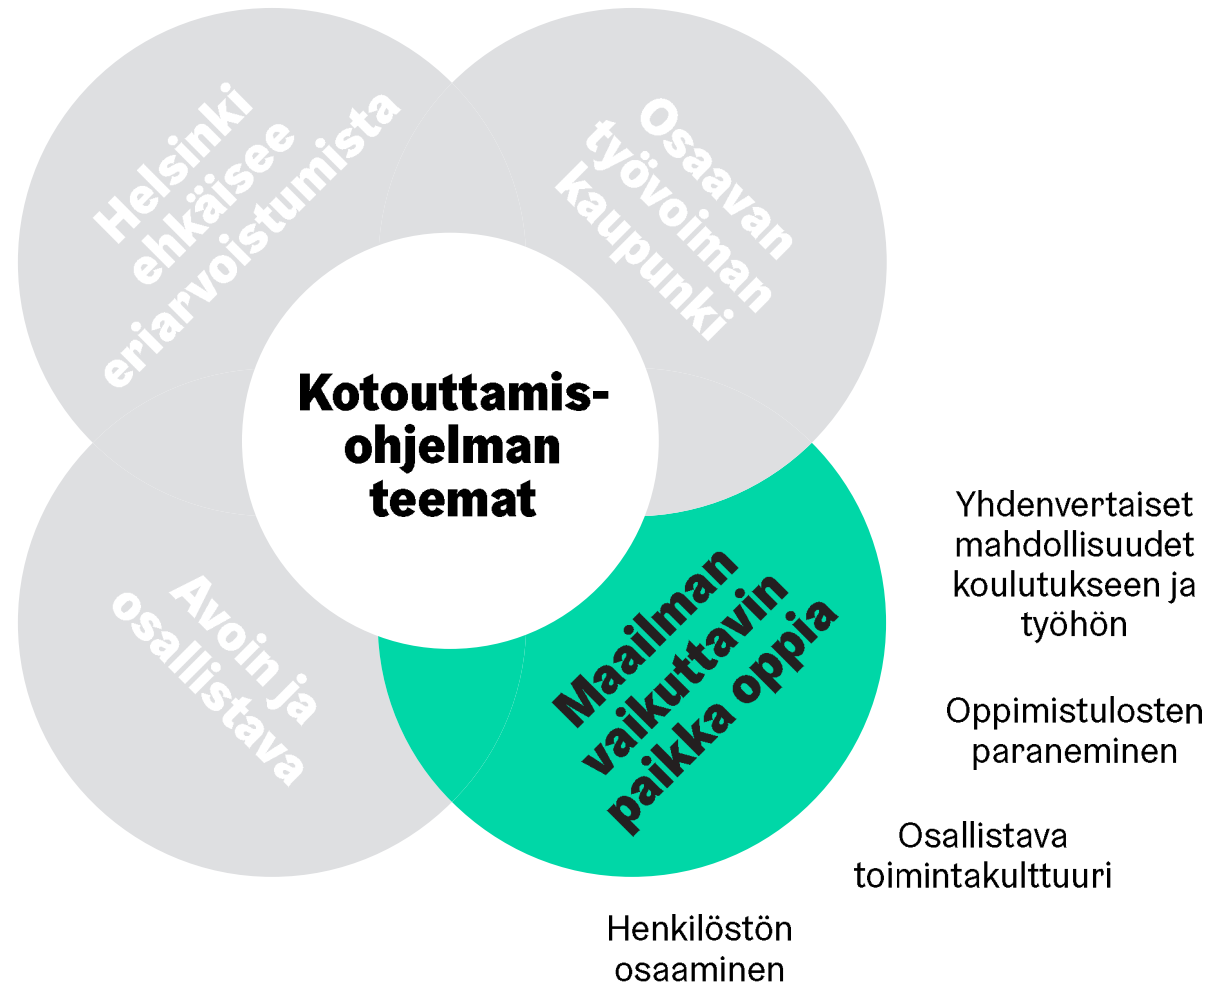 Helsinki
ehkäisee
eriarvoistumista
Osaavan
työvoiman
kaupunki
Kotouttamis-
ohjelman
teemat
Avoin ja
osallistava
Maailman
vaikuttavin
paikka oppia
Yhdenvertaiset
mahdollisuudet
koulutukseen ja
työhön
Oppimistulosten
paraneminen
Osallistava
toimintakulttuuri
Henkilöstön
osaaminen